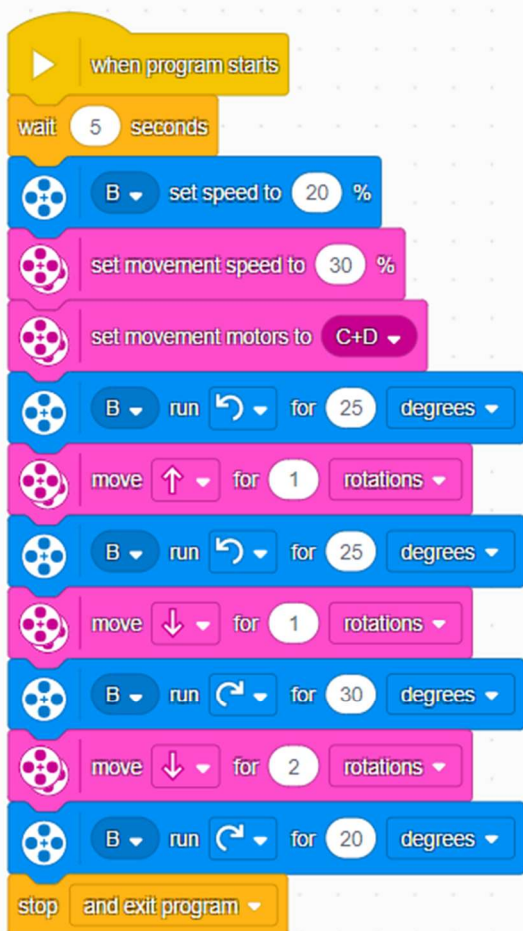 when program starts
wait 5 seconds
B set speed to 20 %
set movement speed to 30 %
set movement motors to C+D
B run for 25 degrees
move for 1 rotations
B run for 25 degrees
move for 1 rotations
B run for 30 degrees
move for 2 rotations
B run for 20 degrees
stop and exit program